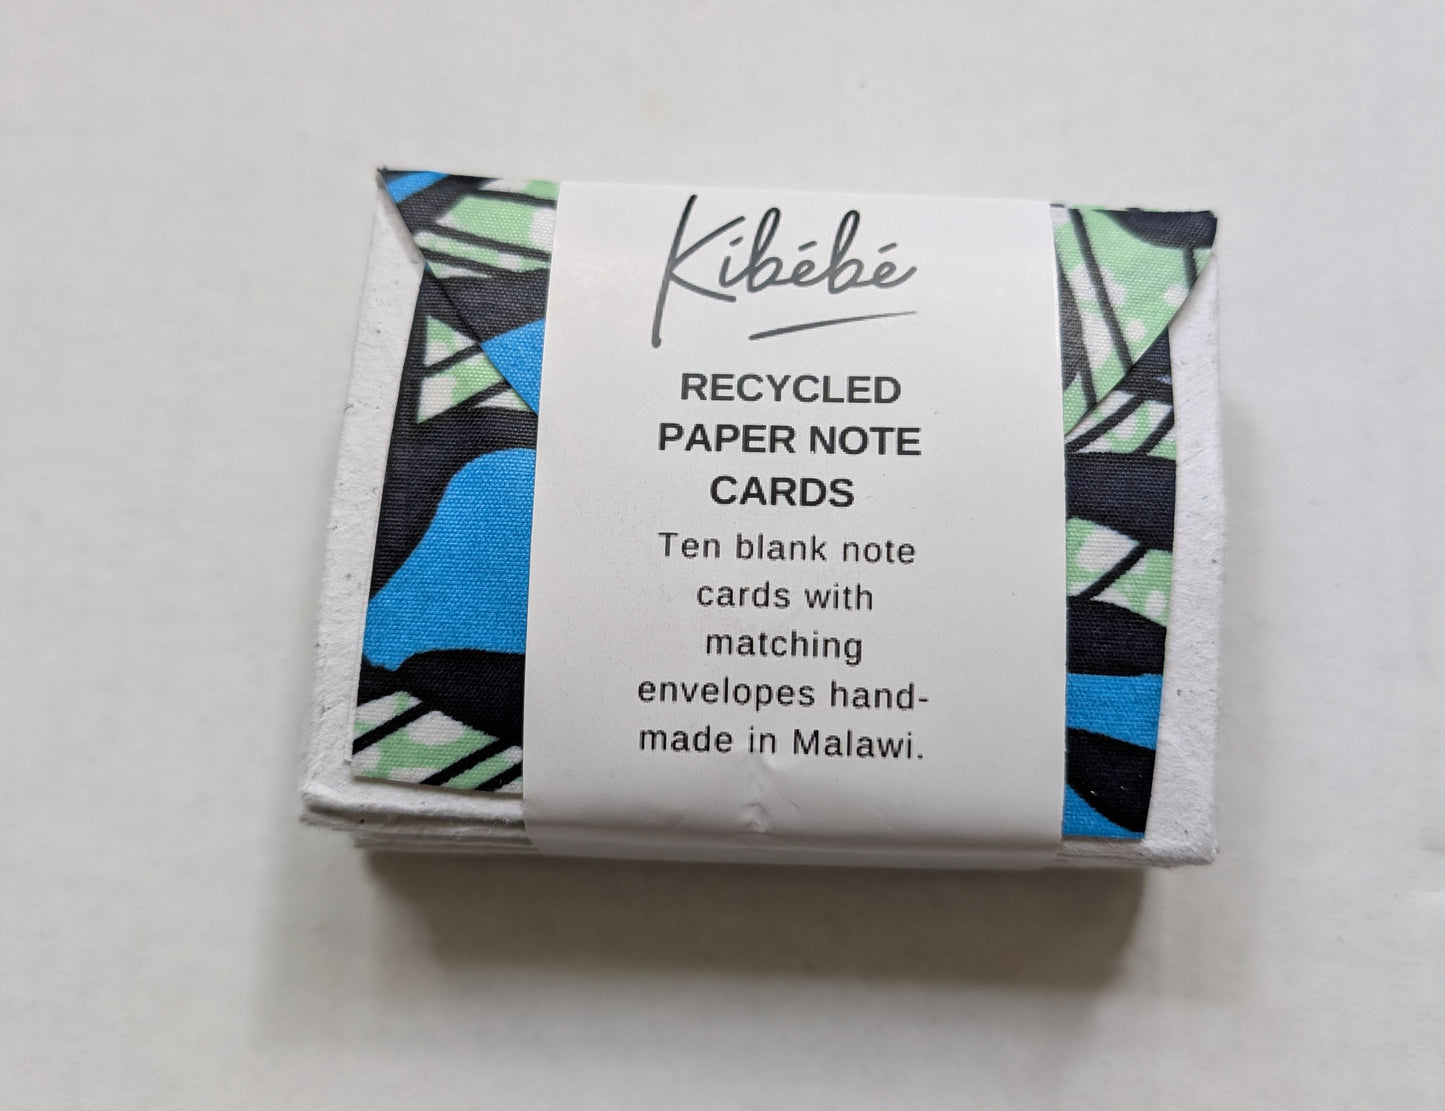 Kibébé
RECYCLED
PAPER NOTE
CARDS
Ten blank note
cards with
matching
envelopes hand-
made in Malawi.